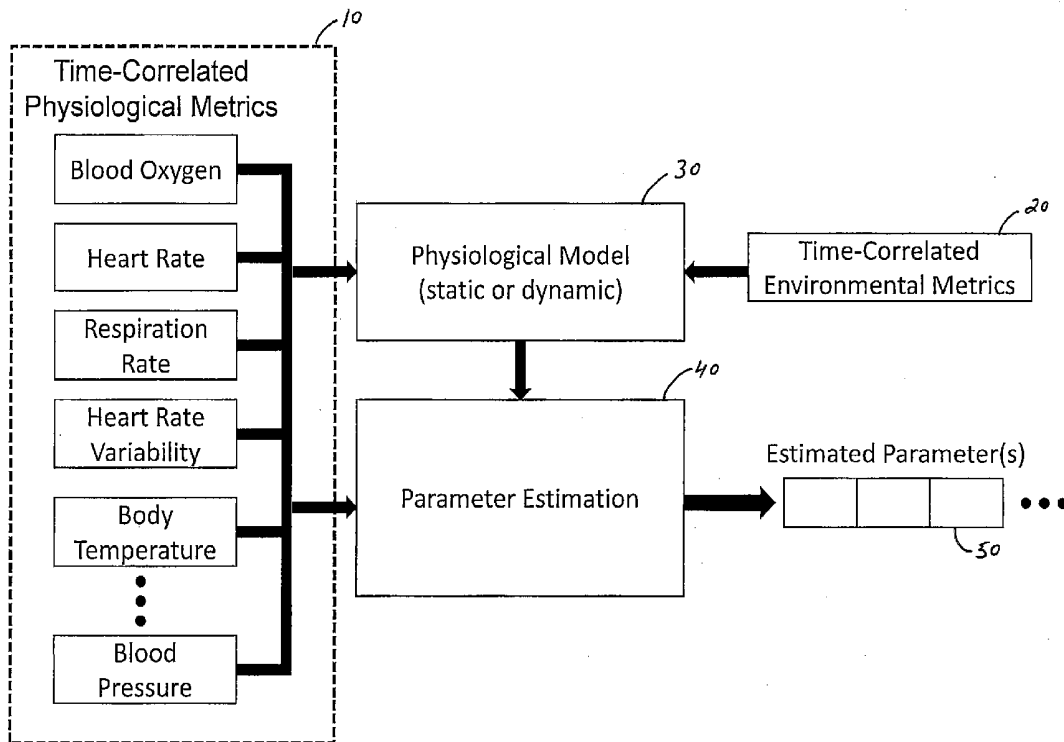 10
Time-Correlated
Physiological Metrics
Blood Oxygen
Heart Rate
Respiration
Rate
Heart Rate
Variability
Body
Temperature
Blood
Pressure
30
Physiological Model
(static or dynamic)
20
Time-Correlated
Environmental Metrics
40
Parameter Estimation
Estimated Parameter(s)
50